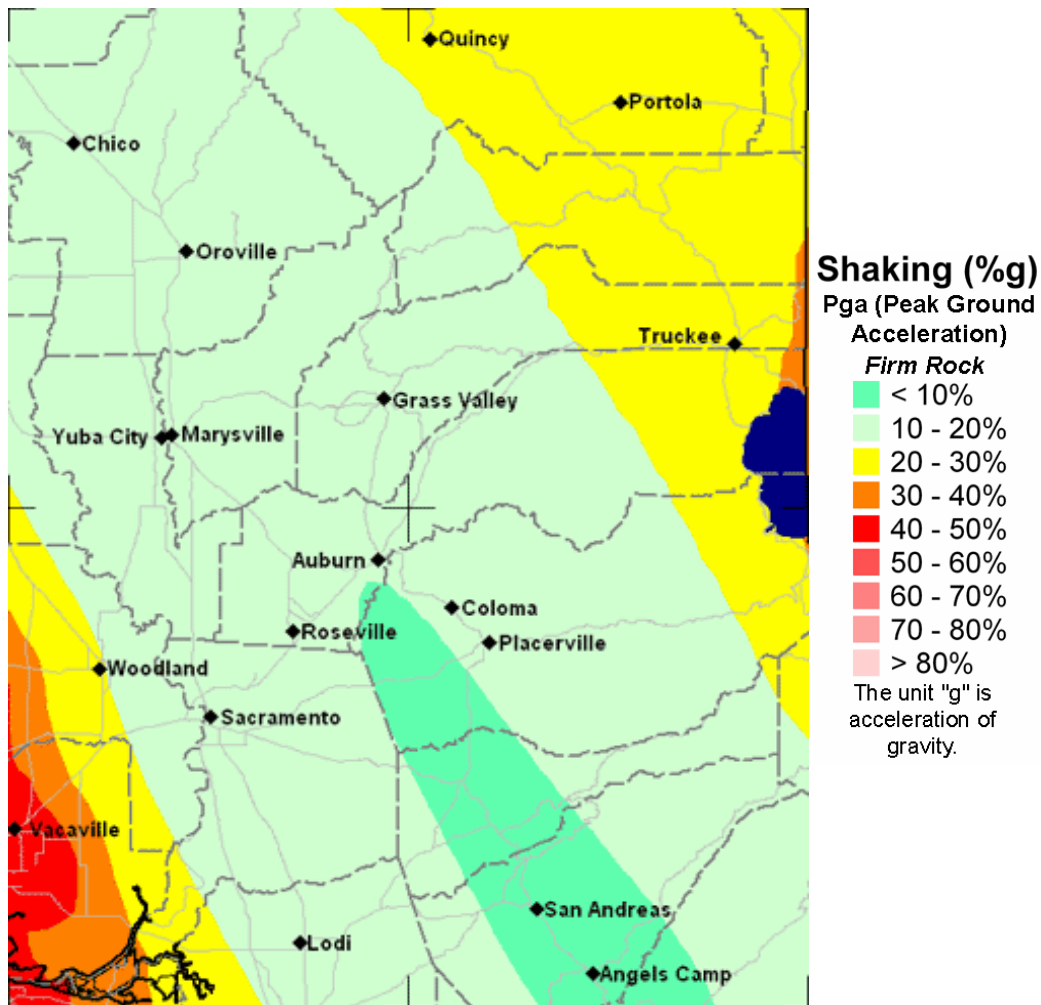 Quincy
Portola
Chico
Oroville
Truckee
Grass Valley
Yuba City Marysville
Auburn
Coloma
Roseville
Placerville
Woodland
Sacramento
Vacaville
San Andreas
Lodi
Angels Camp
Shaking (%g)
Pga (Peak Ground
Acceleration)
Firm Rock
< 10%
10 - 20%
20 - 30%
30 - 40%
40 - 50%
50 - 60%
60 - 70%
70 - 80%
> 80%
The unit "g" is
acceleration of
gravity.